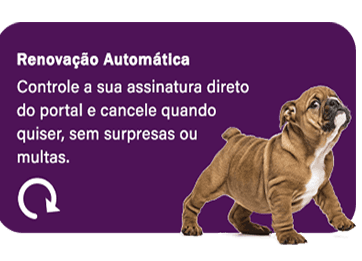 Renovação Automática
Controle a sua assinatura direto
do portal e cancele quando
quiser, sem surpresas ou
multas.